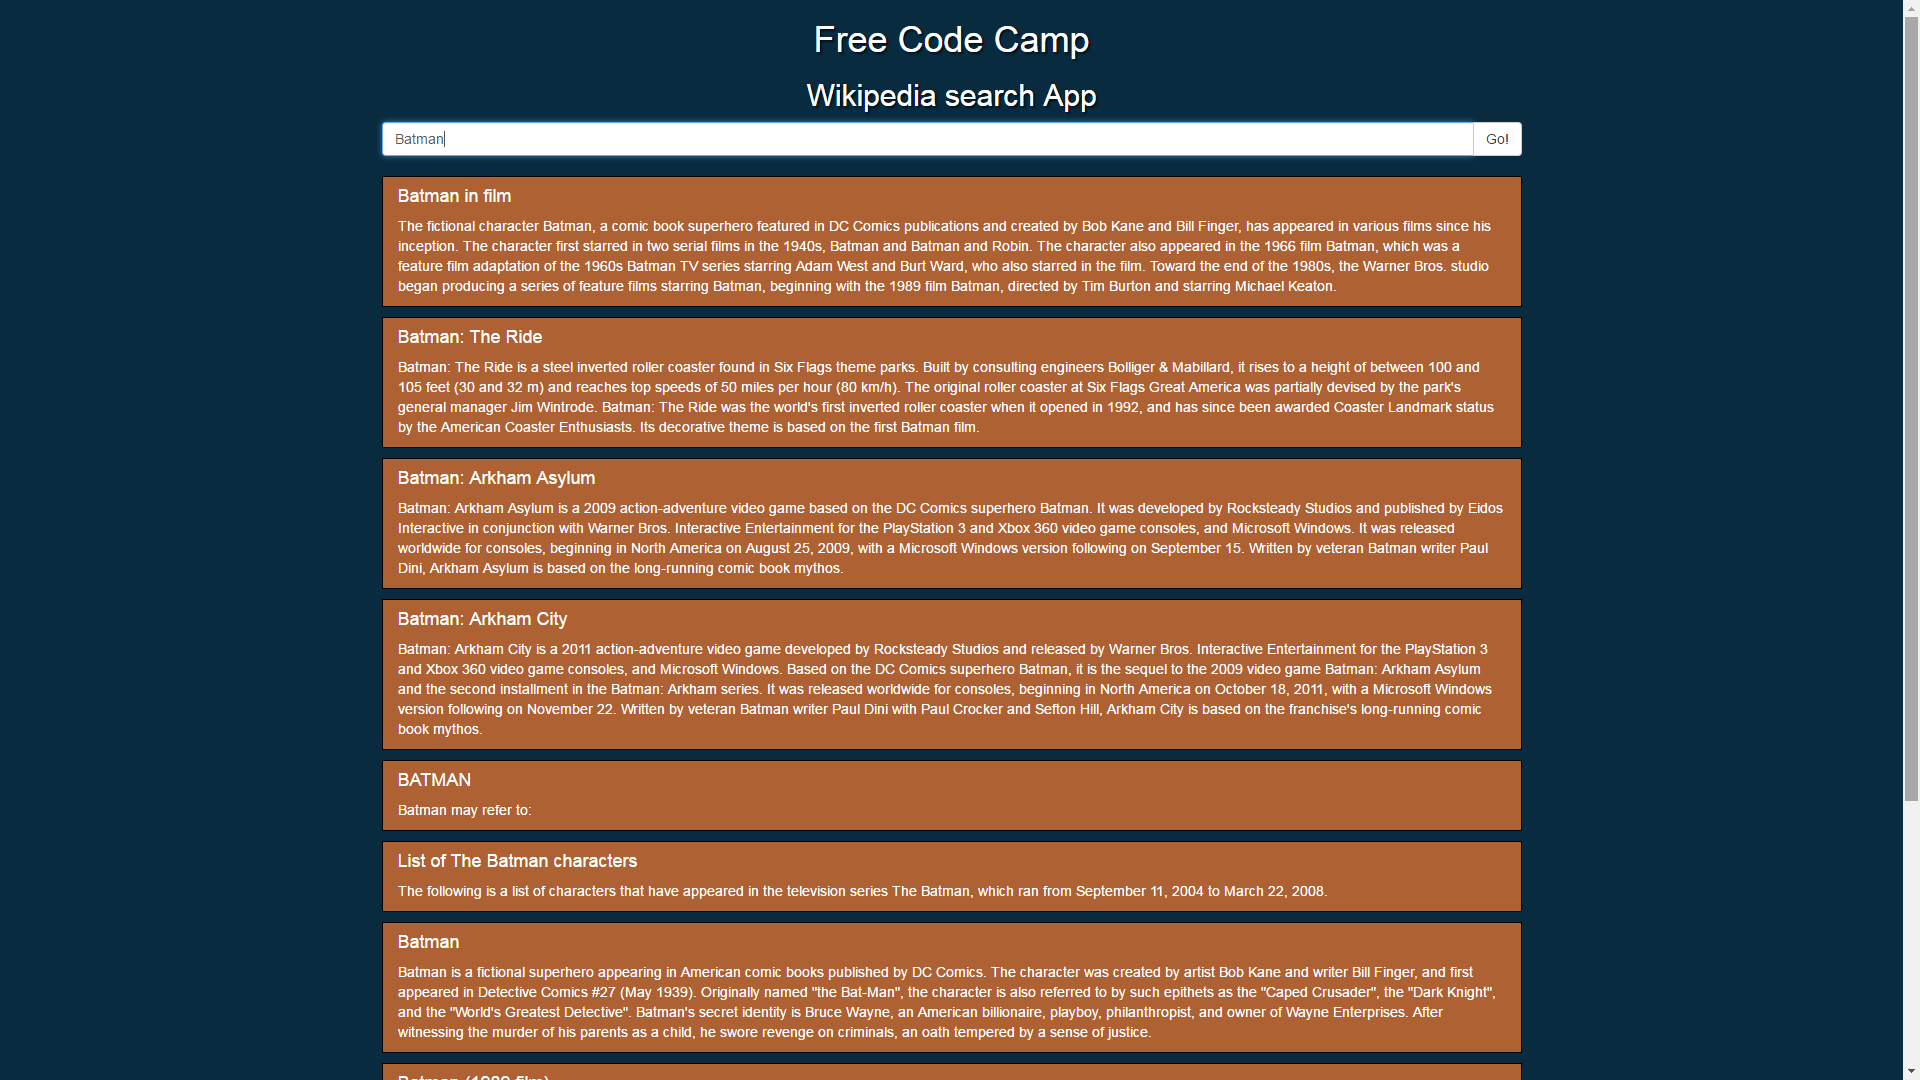 Free Code Camp
Wikipedia search App
Batman
Go!
Batman in film
The fictional character Batman, a comic book superhero featured in DC Comics publications and created by Bob Kane and Bill Finger, has appeared in various films since his
inception. The character first starred in two serial films in the 1940s, Batman and Batman and Robin. The character also appeared in the 1966 film Batman, which was a
feature film adaptation of the 1960s Batman TV series starring Adam West and Burt Ward, who also starred in the film. Toward the end of the 1980s, the Warner Bros. studio
began producing a series of feature films starring Batman, beginning with the 1989 film Batman, directed by Tim Burton and starring Michael Keaton.
Batman: The Ride
Batman: The Ride is a steel inverted roller coaster found in Six Flags theme parks. Built by consulting engineers Bolliger & Mabillard, it rises to a height of between 100 and
105 feet (30 and 32 m) and reaches top speeds of 50 miles per hour (80 km/h). The original roller coaster at Six Flags Great America was partially devised by the park's
general manager Jim Wintrode. Batman: The Ride was the world's first inverted roller coaster when it opened in 1992, and has since been awarded Coaster Landmark status
by the American Coaster Enthusiasts. Its decorative theme is based on the first Batman film.
Batman: Arkham Asylum
Batman: Arkham Asylum is a 2009 action-adventure video game based on the DC Comics superhero Batman. It was developed by Rocksteady Studios and published by Eidos
Interactive in conjunction with Warner Bros. Interactive Entertainment for the PlayStation 3 and Xbox 360 video game consoles, and Microsoft Windows. It was released
worldwide for consoles, beginning in North America on August 25, 2009, with a Microsoft Windows version following on September 15. Written by veteran Batman writer Paul
Dini, Arkham Asylum is based on the long-running comic book mythos.
Batman: Arkham City
Batman: Arkham City is a 2011 action-adventure video game developed by Rocksteady Studios and released by Warner Bros. Interactive Entertainment for the PlayStation 3
and Xbox 360 video game consoles, and Microsoft Windows. Based on the DC Comics superhero Batman, it is the sequel to the 2009 video game Batman: Arkham Asylum
and the second installment in the Batman: Arkham series. It was released worldwide for consoles, beginning in North America on October 18, 2011, with a Microsoft Windows
version following on November 22. Written by veteran Batman writer Paul Dini with Paul Crocker and Sefton Hill, Arkham City is based on the franchise's long-running comic
book mythos.
BATMAN
Batman may refer to:
List of The Batman characters
The following is a list of characters that have appeared in the television series The Batman, which ran from September 11, 2004 to March 22, 2008.
Batman
Batman is a fictional superhero appearing in American comic books published by DC Comics. The character was created by artist Bob Kane and writer Bill Finger, and first
appeared in Detective Comics #27 (May 1939). Originally named "the Bat-Man", the character is also referred to by such epithets as the "Caped Crusader", the "Dark Knight",
and the "World's Greatest Detective". Batman's secret identity is Bruce Wayne, an American billionaire, playboy, philanthropist, and owner of Wayne Enterprises. After
witnessing the murder of his parents as a child, he swore revenge on criminals, an oath tempered by a sense of justice.
Batman (1989 film)